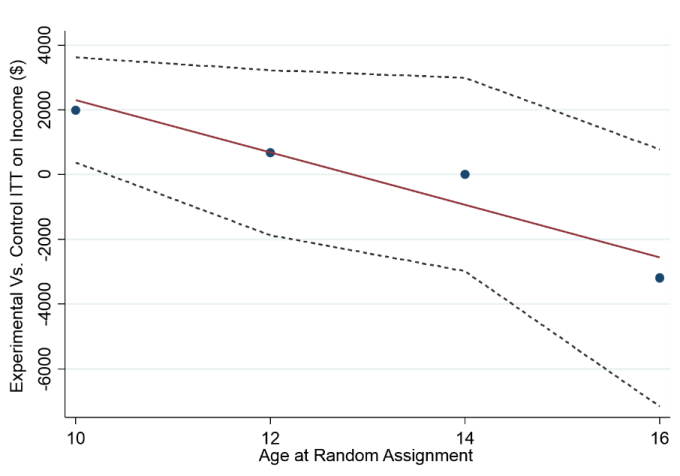 Experimental Vs. Control ITT on Income ($)
4000
2000
0
-2000
-4000
-6000
10 12 14 16
Age at Random Assignment